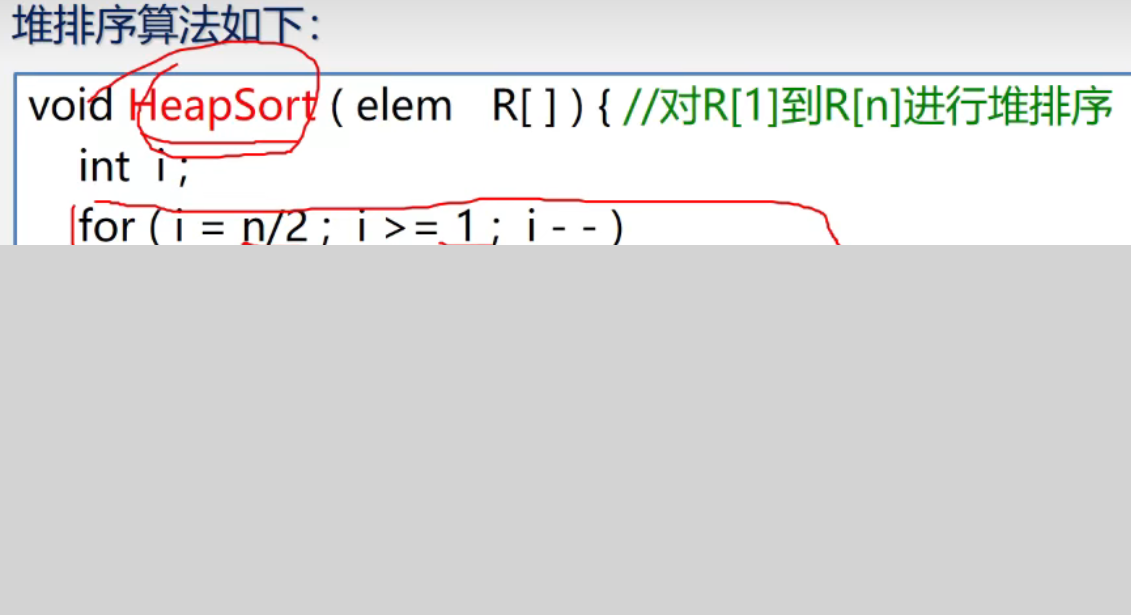 堆排序算法如下：
void HeapSort ( elem R[ ] ) { //对R[1]到R[n]进行堆排序
int i ;
for ( i = n/2 ; i >= 1 ; i - - )